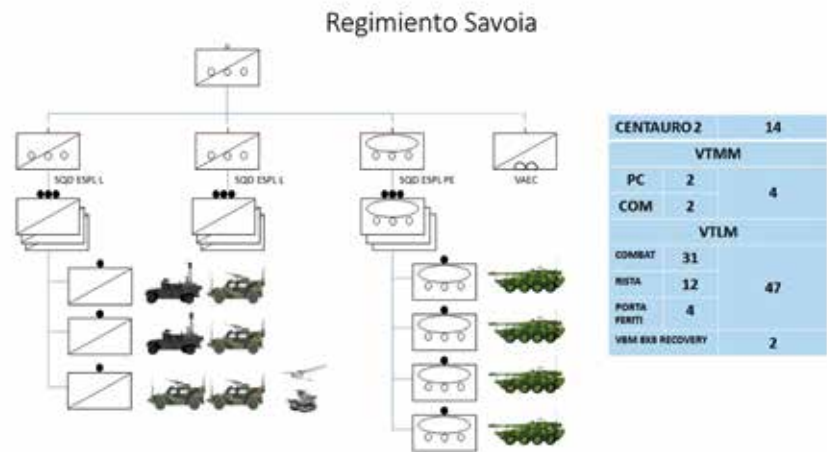 Regimiento Savoia
SQD ESPL L
SQD ESPL L
SQD ESPL PE
VAEC
CENTAURO 2 14
VTMM
PC 2
4
COM 2
VTLM
COMBAT 31
RISTA 12
47
PORTA
FERITI
4
VBM 8X8 RECOVERY 2